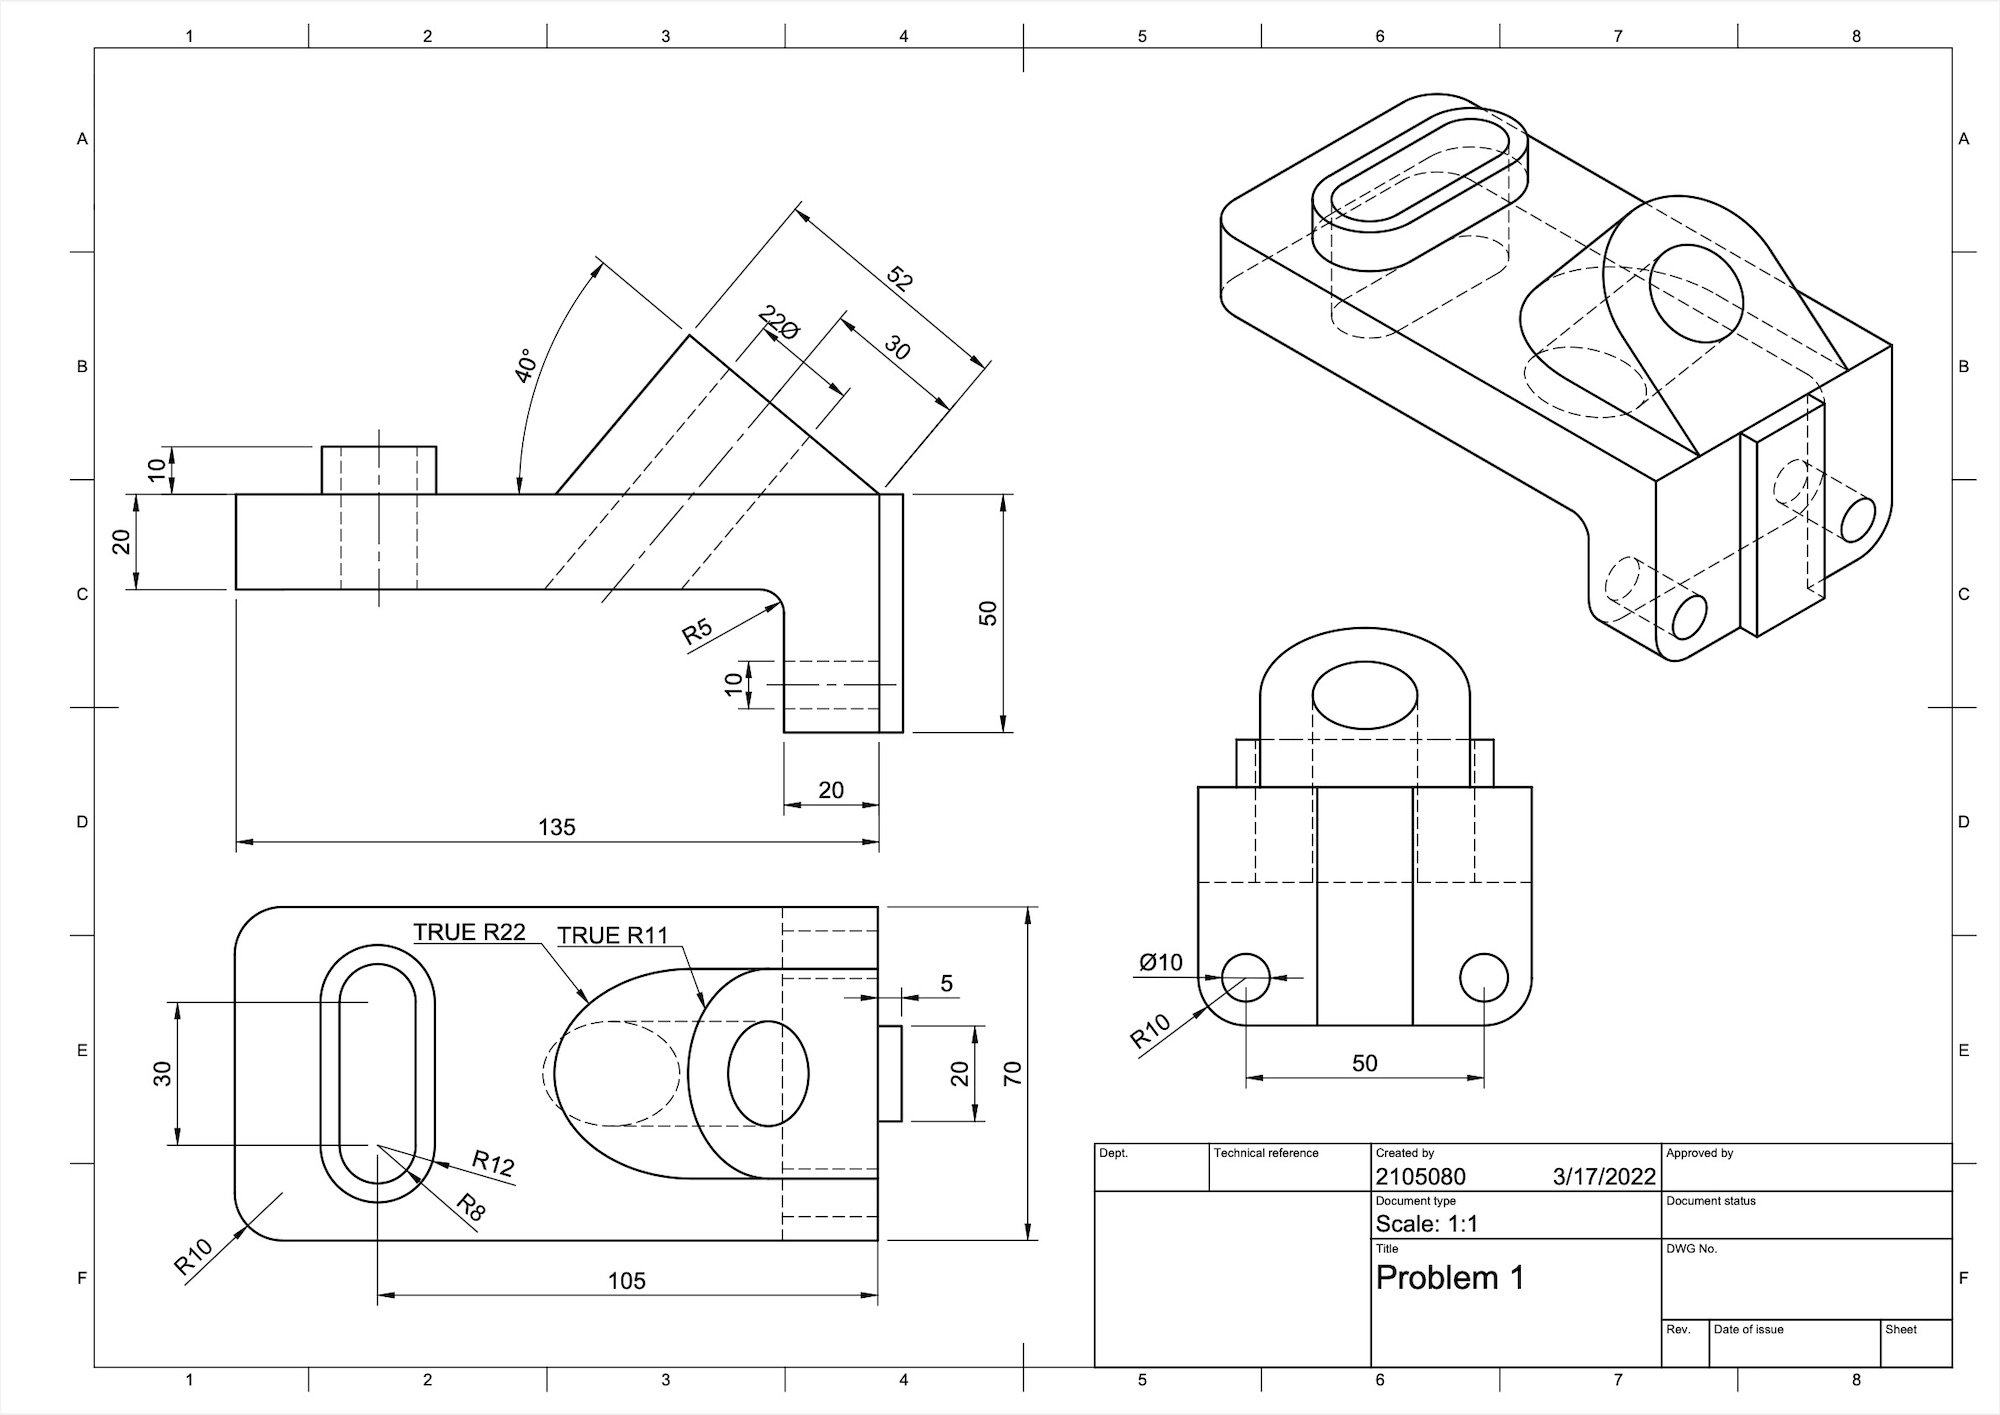 1 2 3 4 5 6 7 8
A A
B B
C C
D D
E E
F F
52
22Ø
30
40°
10
20
50
R5
10
20
135
TRUE R22 TRUE R11
5
30
20
70
R12
R8
R10
105
Ø10
R10
50
Dept. Technical reference Created by Approved by
2105080 3/17/2022
Document type Document status
Scale: 1:1
Title DWG No.
Problem 1
Rev. Date of issue Sheet
1 2 3 4 5 6 7 8